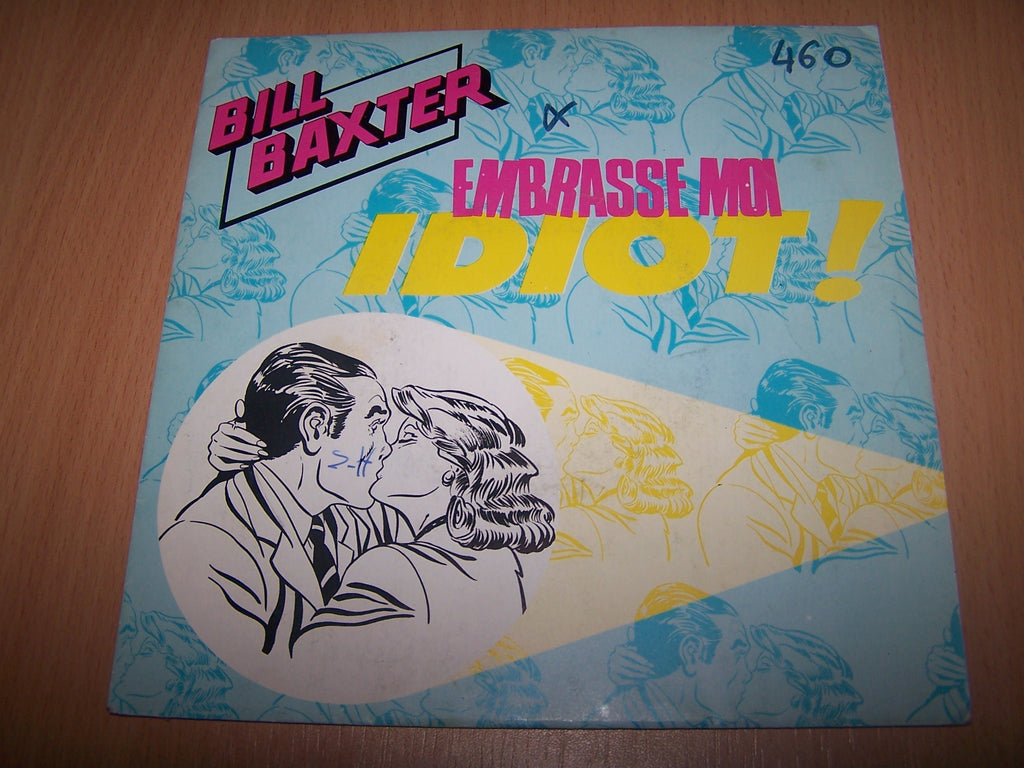 BILL
BAXTER
460
EMBRASSE MOI
IDIOT!